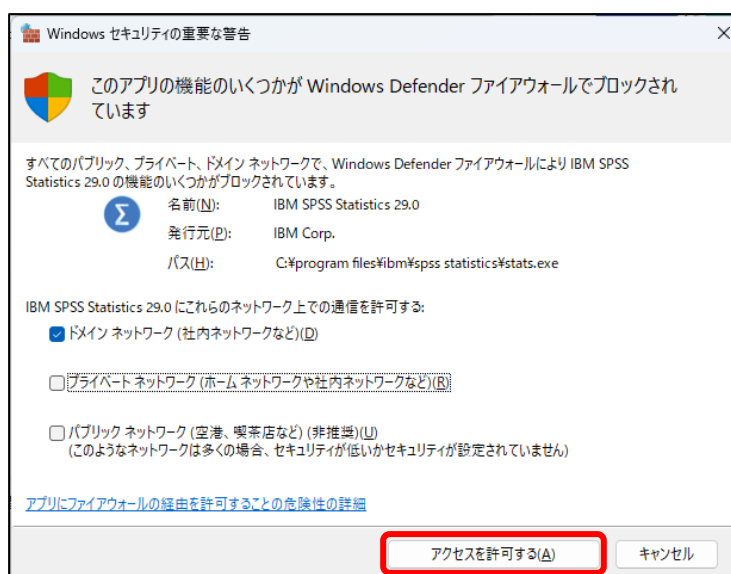 Windows セキュリティの重要な警告
このアプリの機能のいくつかが Windows Defender ファイアウォールでブロックされ
ています
すべてのパブリック、プライベート、ドメイン ネットワークで、Windows Defender ファイアウォールにより IBM SPSS
Statistics 29.0 の機能のいくつかがブロックされています。
名前(N): IBM SPSS Statistics 29.0
発行元(P): IBM Corp.
パス(H): C:¥program files¥ibm¥spss statistics¥stats.exe
IBM SPSS Statistics 29.0 にこれらのネットワーク上での通信を許可する:
ドメイン ネットワーク (社内ネットワークなど)(D)
プライベート ネットワーク (ホーム ネットワークや社内ネットワークなど)(R)
パブリック ネットワーク (空港、喫茶店など) (非推奨)(U)
(このようなネットワークは多くの場合、セキュリティが低いかセキュリティが設定されていません)
アプリにファイアウォールの経由を許可することの危険性の詳細
アクセスを許可する(A) キャンセル